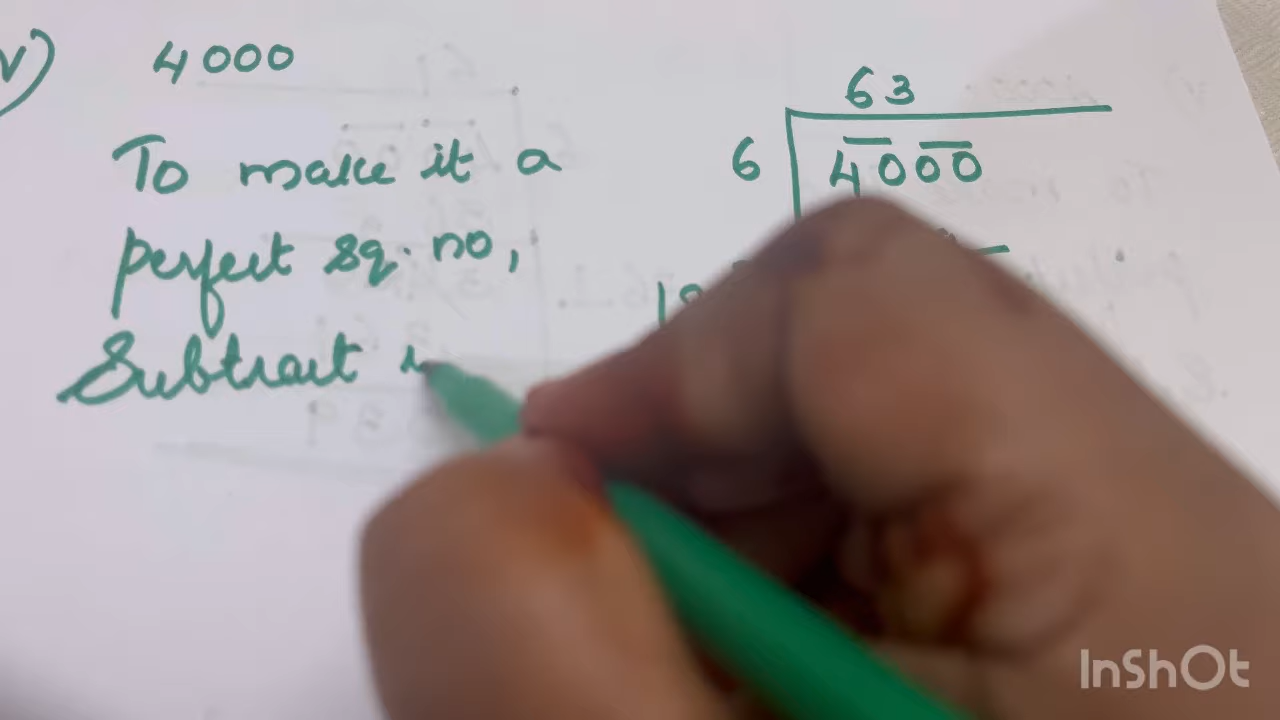 v)
4000
To make it a
perfect sq. no,
Subtract
63
6
4000
InShOt